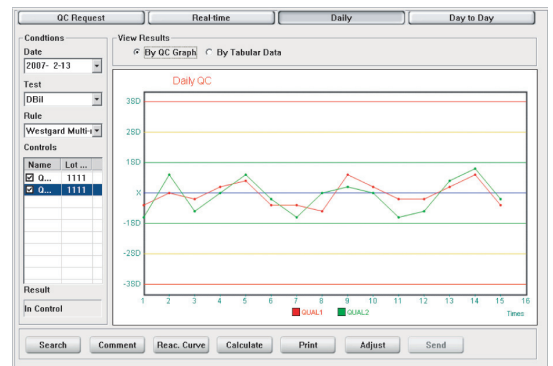 QC Request Real-time Daily Day to Day
Condtions
Date
2007- 2-13
Test
DBil
Rule
Westgard Multi-r
Controls
Name Lot ...
Q... 1111
Q... 1111
Result
In Control
View Results
By QC Graph By Tabular Data
Daily QC
3SD
2SD
1SD
X
-1SD
-2SD
-3SD
1 2 3 4 5 6 7 8 9 10 11 12 13 14 15 16
QUAL1 QUAL2 Times
Search Comment Reac. Curve Calculate Print Adjust Send